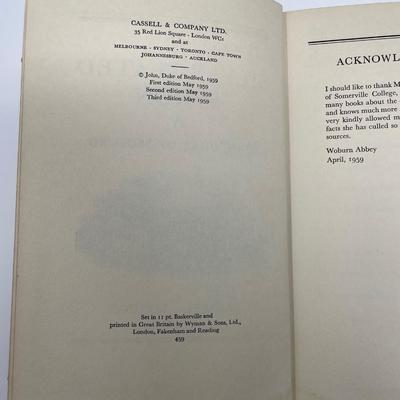 CASSELL & COMPANY LTD.
35 Red Lion Square · London WC1
and at
MELBOURNE · SYDNEY · TORONTO · CAPE TOWN
JOHANNESBURG · AUCKLAND
© John, Duke of Bedford, 1959
First edition May 1959
Second edition May 1959
Third edition May 1959
Set in 11 pt. Baskerville and
printed in Great Britain by Wyman & Sons, Ltd.,
London, Fakenham and Reading
459
ACKNOWL
I should like to thank M
of Somerville College,
many books about the
and knows much more
very kindly allowed m
facts she has culled so
sources.
Woburn Abbey
April, 1959